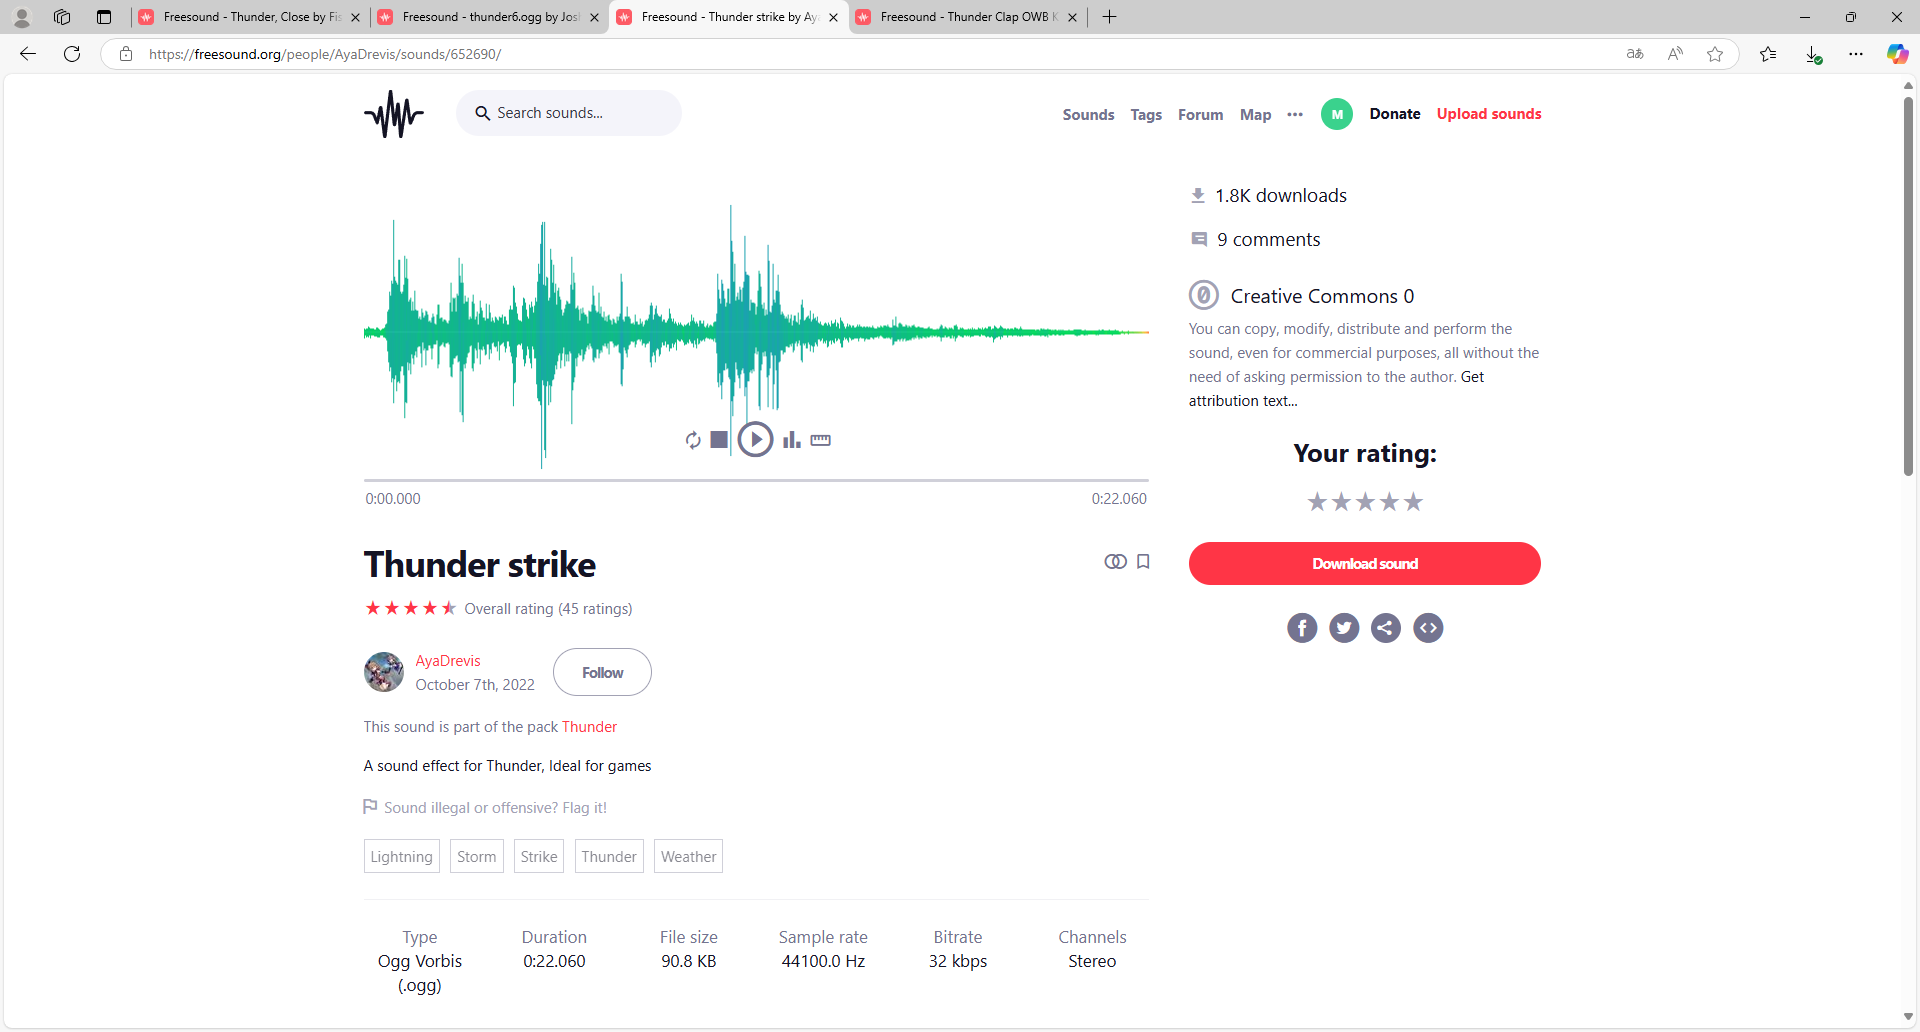 Freesound - Thunder, Close by Fis
Freesound - thunder6.ogg by Josl
Freesound - Thunder strike by Aya
Freesound - Thunder Clap OWB K
https://freesound.org/people/AyaDrevis/sounds/652690/
Search sounds...
Sounds
Tags
Forum
Map
M
Donate
Upload sounds
1.8K downloads
9 comments
Creative Commons 0
You can copy, modify, distribute and perform the
sound, even for commercial purposes, all without the
need of asking permission to the author. Get
attribution text...
Your rating:
0:00.000
0:22.060
Thunder strike
Download sound
Overall rating (45 ratings)
AyaDrevis
October 7th, 2022
Follow
This sound is part of the pack Thunder
A sound effect for Thunder, Ideal for games
Sound illegal or offensive? Flag it!
Lightning
Storm
Strike
Thunder
Weather
Type
Ogg Vorbis
(.ogg)
Duration
0:22.060
File size
90.8 KB
Sample rate
44100.0 Hz
Bitrate
32 kbps
Channels
Stereo